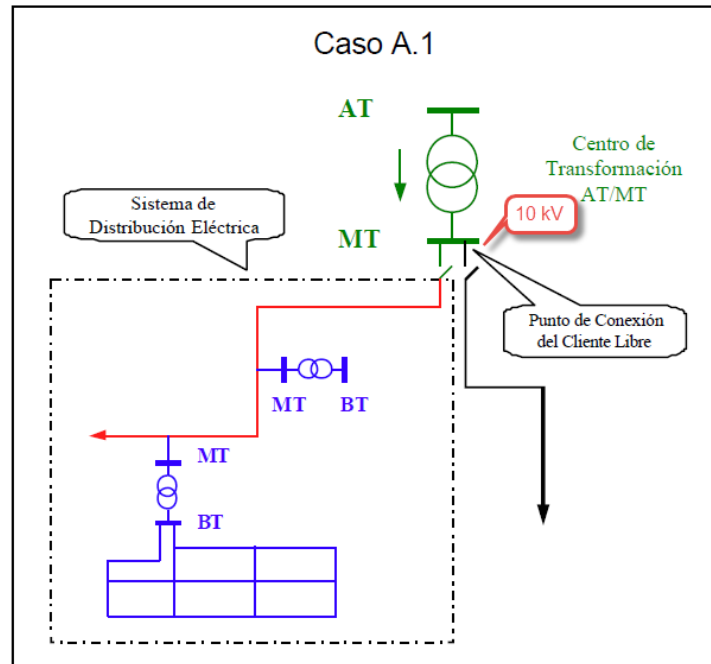 Caso A.1
AT
Centro de
Transformación
AT/MT
Sistema de
Distribución Eléctrica
10 kV
MT
Punto de Conexión
del Cliente Libre
MT
BT
MT
BT